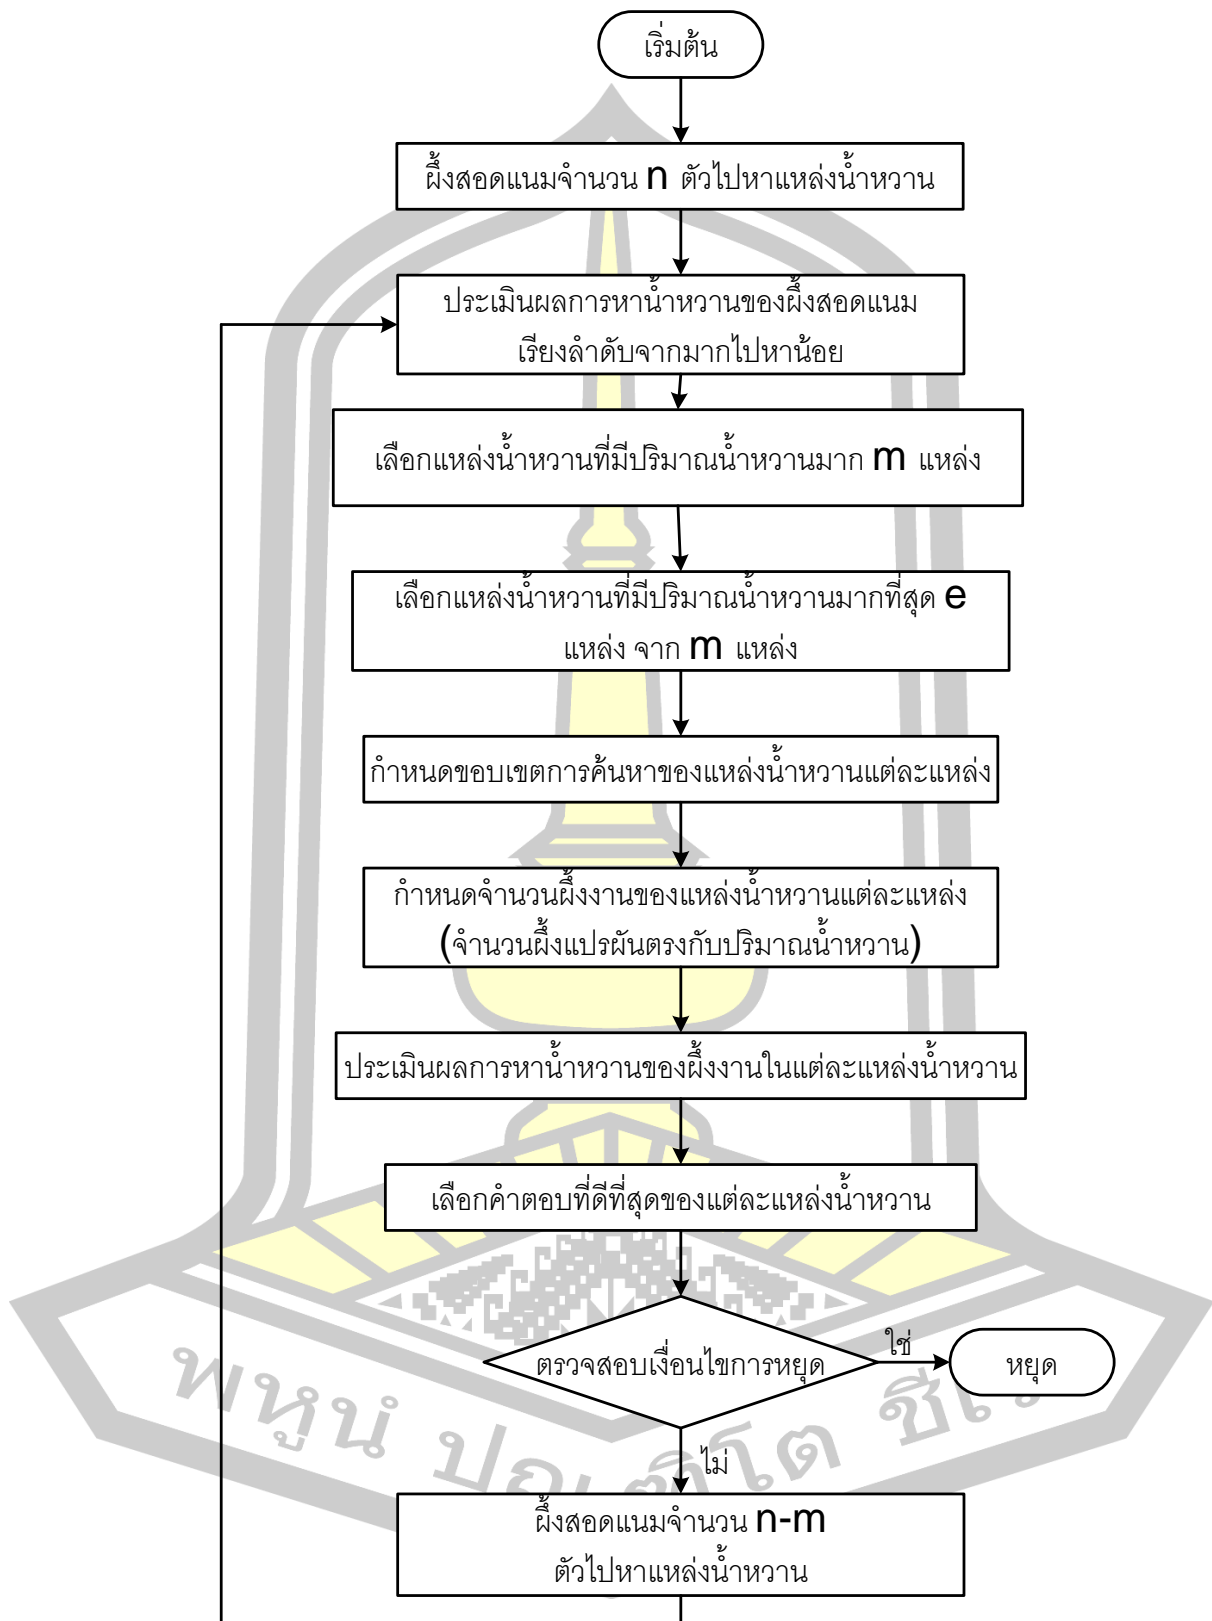 เริ่มต้น
ผึ้งสอดแนมจำนวน n ตัวไปหาแหล่งน้ำหวาน
ประเมินผลการหาน้ำหวานของผึ้งสอดแนม
เรียงลำดับจากมากไปหาน้อย
เลือกแหล่งน้ำหวานที่มีปริมาณน้ำหวานมาก m แหล่ง
เลือกแหล่งน้ำหวานที่มีปริมาณน้ำหวานมากที่สุด e
แหล่ง จาก m แหล่ง
กำหนดขอบเขตการค้นหาของแหล่งน้ำหวานแต่ละแหล่ง
กำหนดจำนวนผึ้งงานของแหล่งน้ำหวานแต่ละแหล่ง
(จำนวนผึ้งแปรผันตรงกับปริมาณน้ำหวาน)
ประเมินผลการหาน้ำหวานของผึ้งงานในแต่ละแหล่งน้ำหวาน
เลือกคำตอบที่ดีที่สุดของแต่ละแหล่งน้ำหวาน
ตรวจสอบเงื่อนไขการหยุด
ใช่
หยุด
ไม่
ผึ้งสอดแนมจำนวน n-m
ตัวไปหาแหล่งน้ำหวาน
พหูนํ